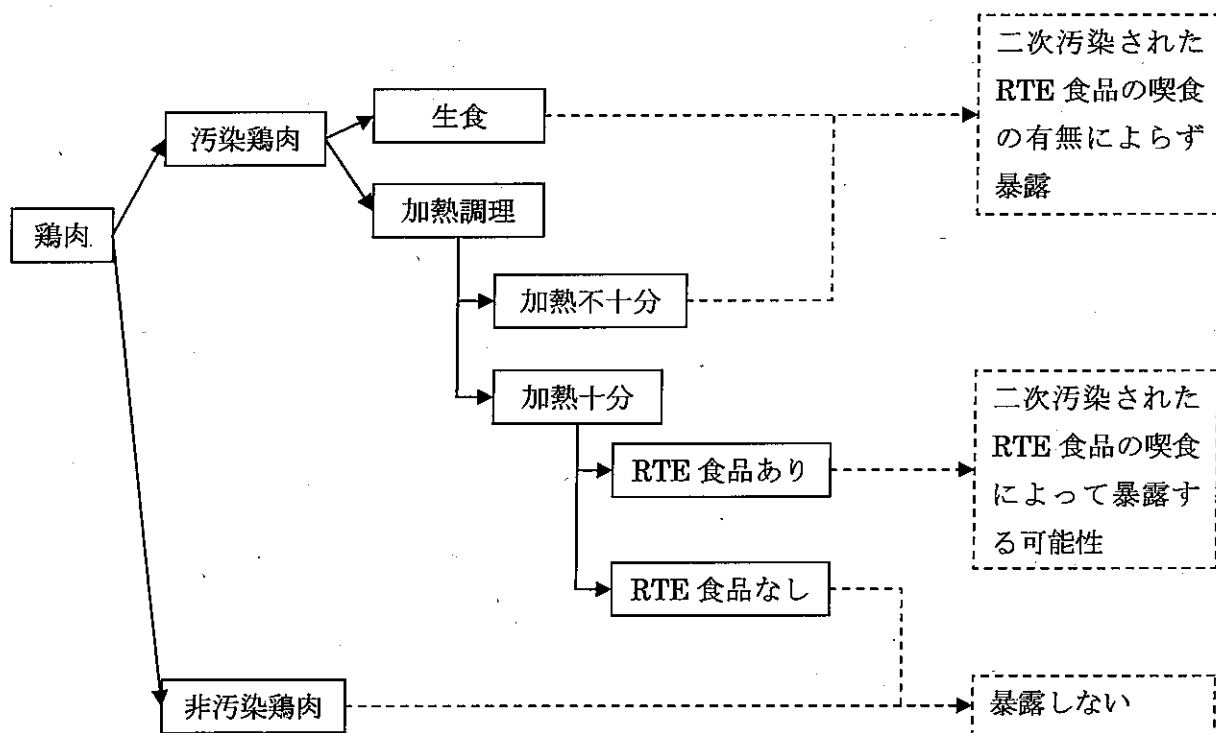 二次汚染された
RTE 食品の喫食
の有無によらず
暴露
生食
汚染鶏肉
加熱調理
鶏肉
加熱不十分
加熱十分
二次汚染された
RTE 食品の喫食
によって暴露す
る可能性
RTE 食品あり
RTE 食品なし
非汚染鶏肉
暴露しない